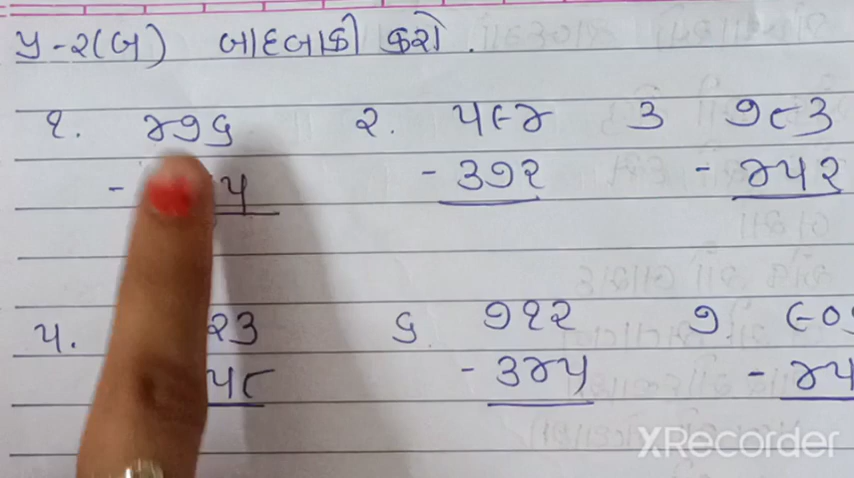 પ્ર-૨(બ) બાદબાકી કરો.
૧. ૪૭૬ ૨. ૫૯૪ ૩ ૭૮૩
- ૫ - ૩૭૨ - ૪૫૨
૫. ૨૩ ૬. ૭૧૨ ૭ ૯૦
૫૮ - ૩૪૫ - ૪૫
XRecorder